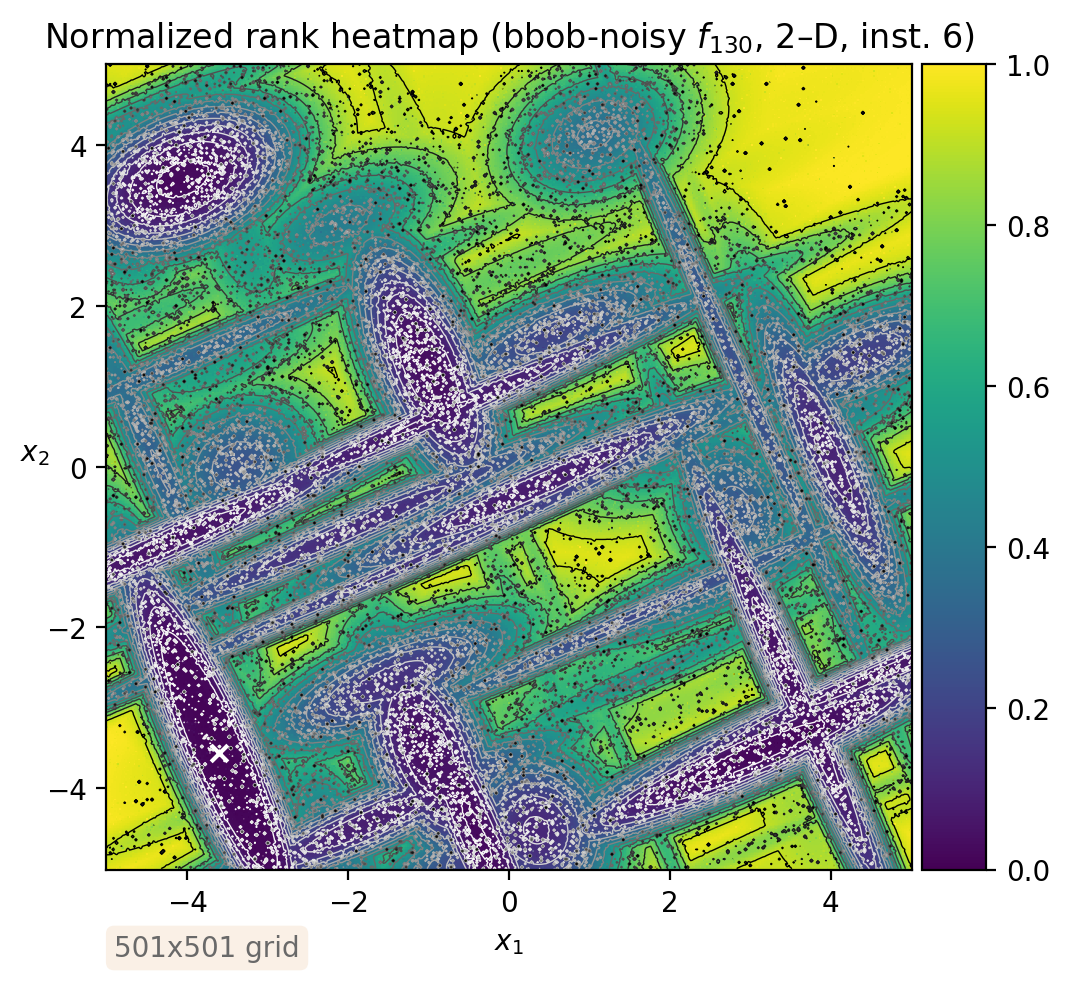 Normalized rank heatmap (bbob-noisy f₁₃₀, 2–D, inst. 6)
1.0
0.8
0.6
0.4
0.2
0.0
x₂
4
2
0
−2
−4
−4 −2 0 2 4
x₁
501x501 grid